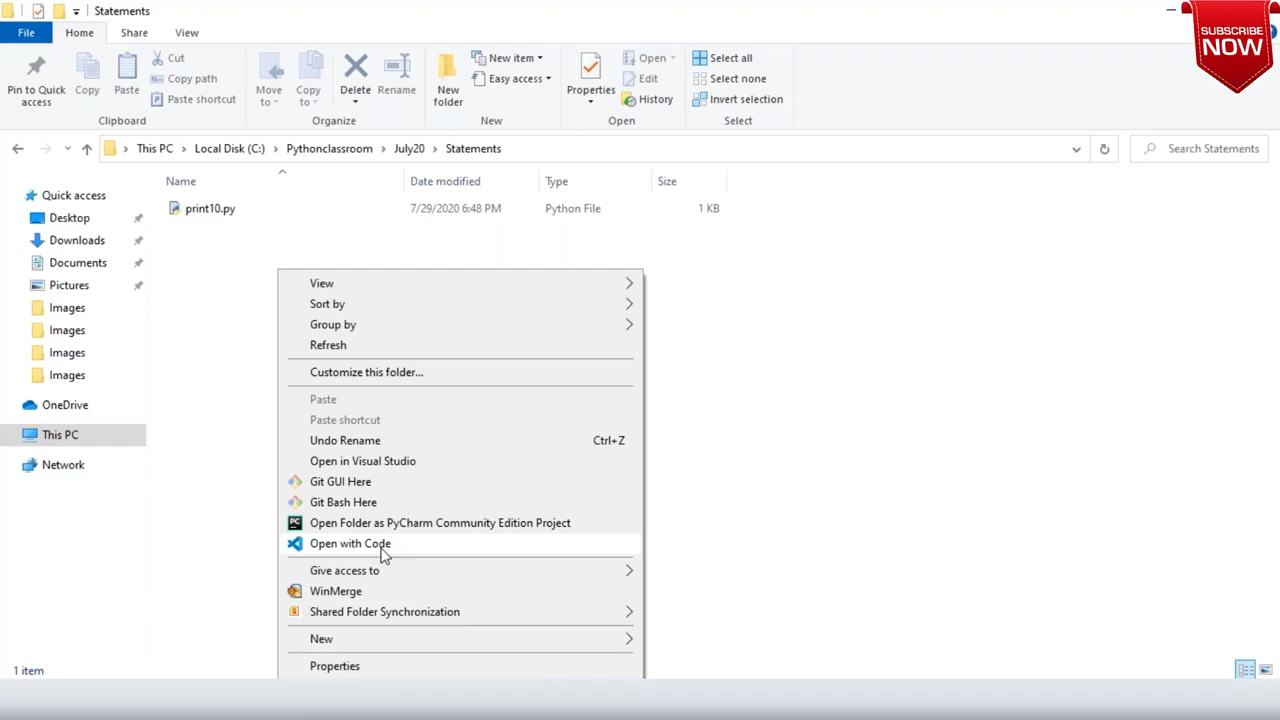 Statements
SUBSCRIBE
NOW
File Home Share View
Pin to Quick
access
Copy
Paste
Cut
Copy path
Paste shortcut
Move
to
Copy
to
Delete
Rename
New
folder
New item
Easy access
Properties
Open
Edit
History
Select all
Select none
Invert selection
Clipboard Organize New Open Select
This PC Local Disk (C:) Pythonclassroom July20 Statements
Search Statements
Name Date modified Type Size
print10.py 7/29/2020 6:48 PM Python File 1 KB
Quick access
Desktop
Downloads
Documents
Pictures
Images
Images
Images
Images
OneDrive
This PC
Network
View
Sort by
Group by
Refresh
Customize this folder...
Paste
Paste shortcut
Undo Rename Ctrl+Z
Open in Visual Studio
Git GUI Here
Git Bash Here
PC Open Folder as PyCharm Community Edition Project
Open with Code
Give access to
WinMerge
S Shared Folder Synchronization
New
Properties
1 item